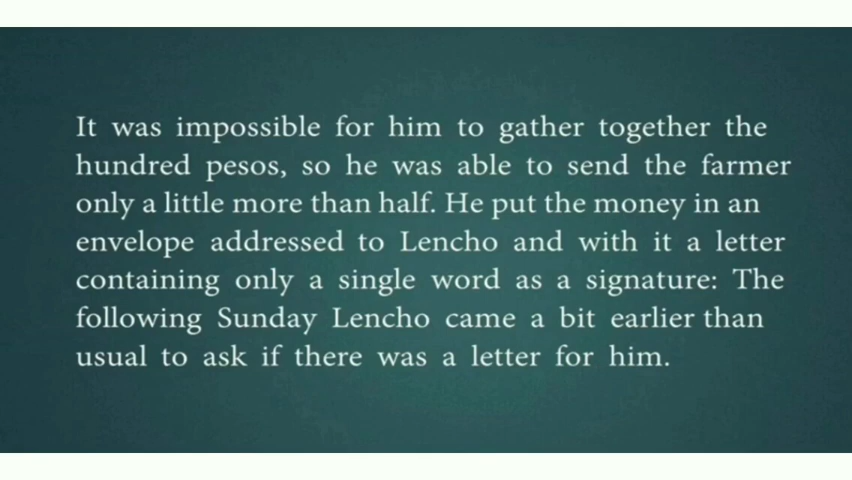 It was impossible for him to gather together the
hundred pesos, so he was able to send the farmer
only a little more than half. He put the money in an
envelope addressed to Lencho and with it a letter
containing only a single word as a signature: The
following Sunday Lencho came a bit earlier than
usual to ask if there was a letter for him.